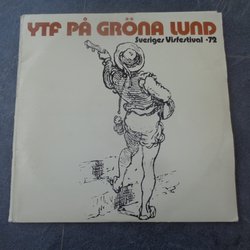 YTF PÅ GRÖNA LUND
Sveriges Visfestival -72